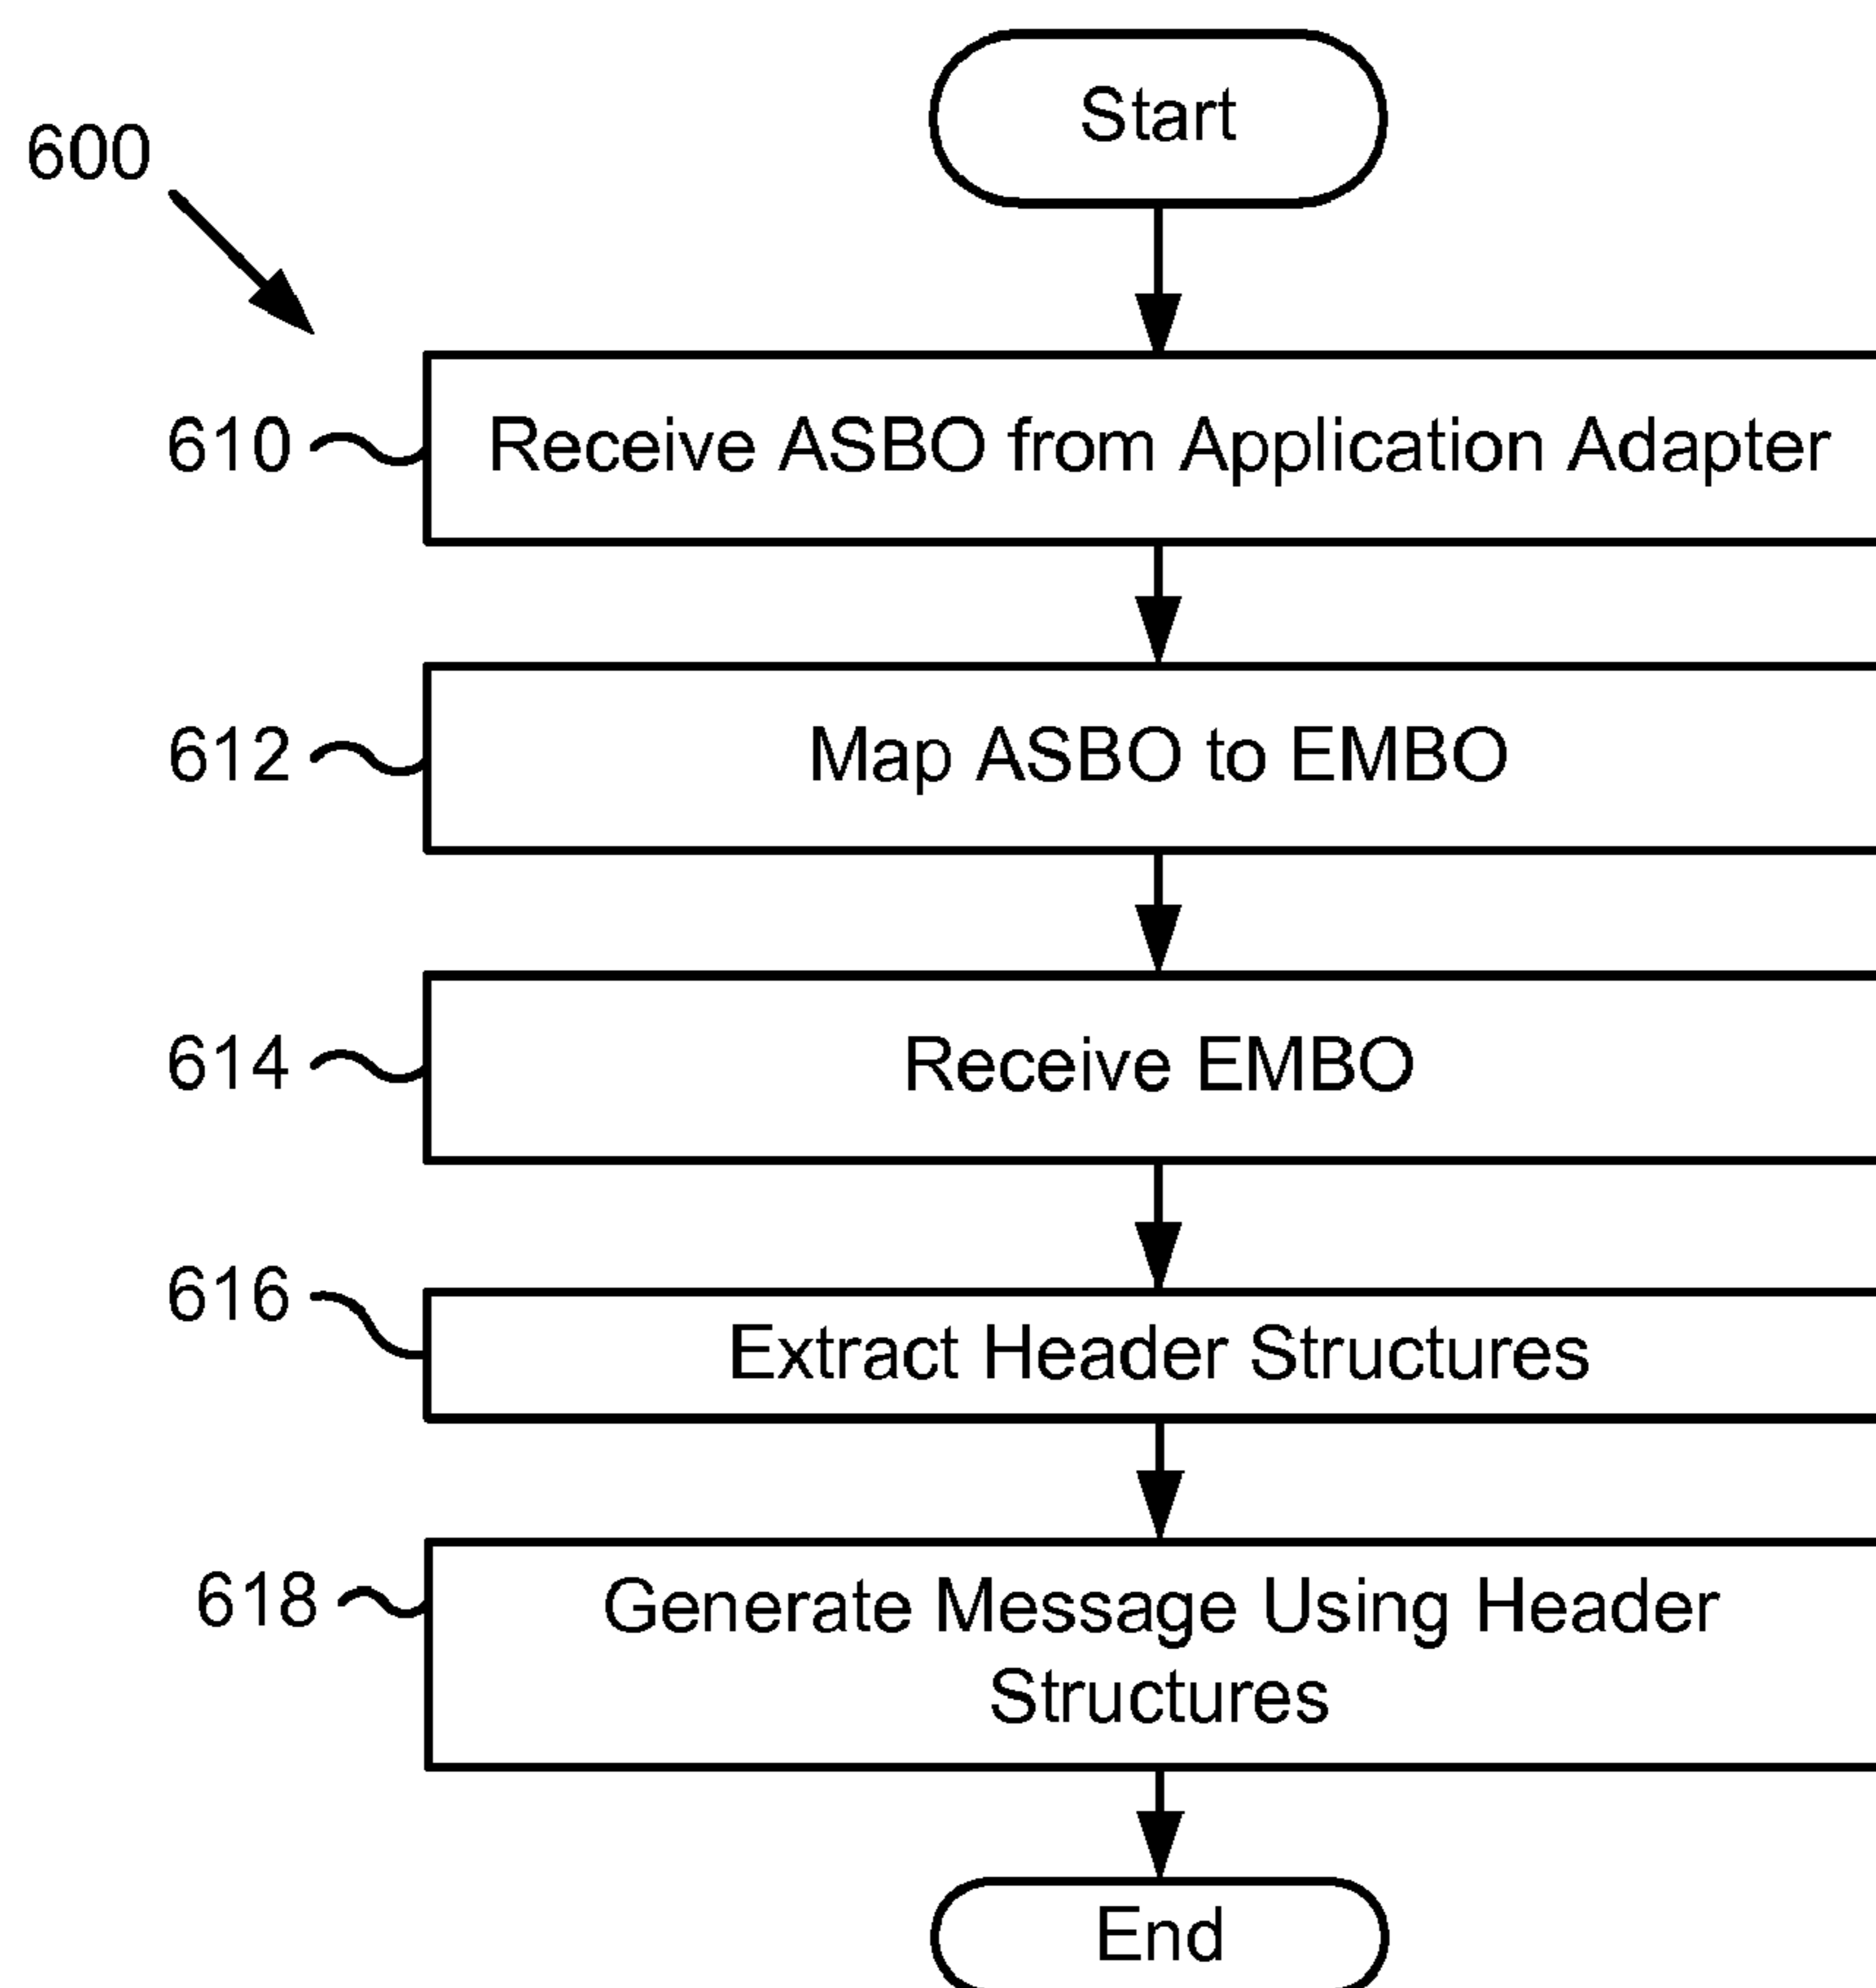 Start
600
610 Receive ASBO from Application Adapter
612 Map ASBO to EMBO
614 Receive EMBO
616 Extract Header Structures
618 Generate Message Using Header
Structures
End